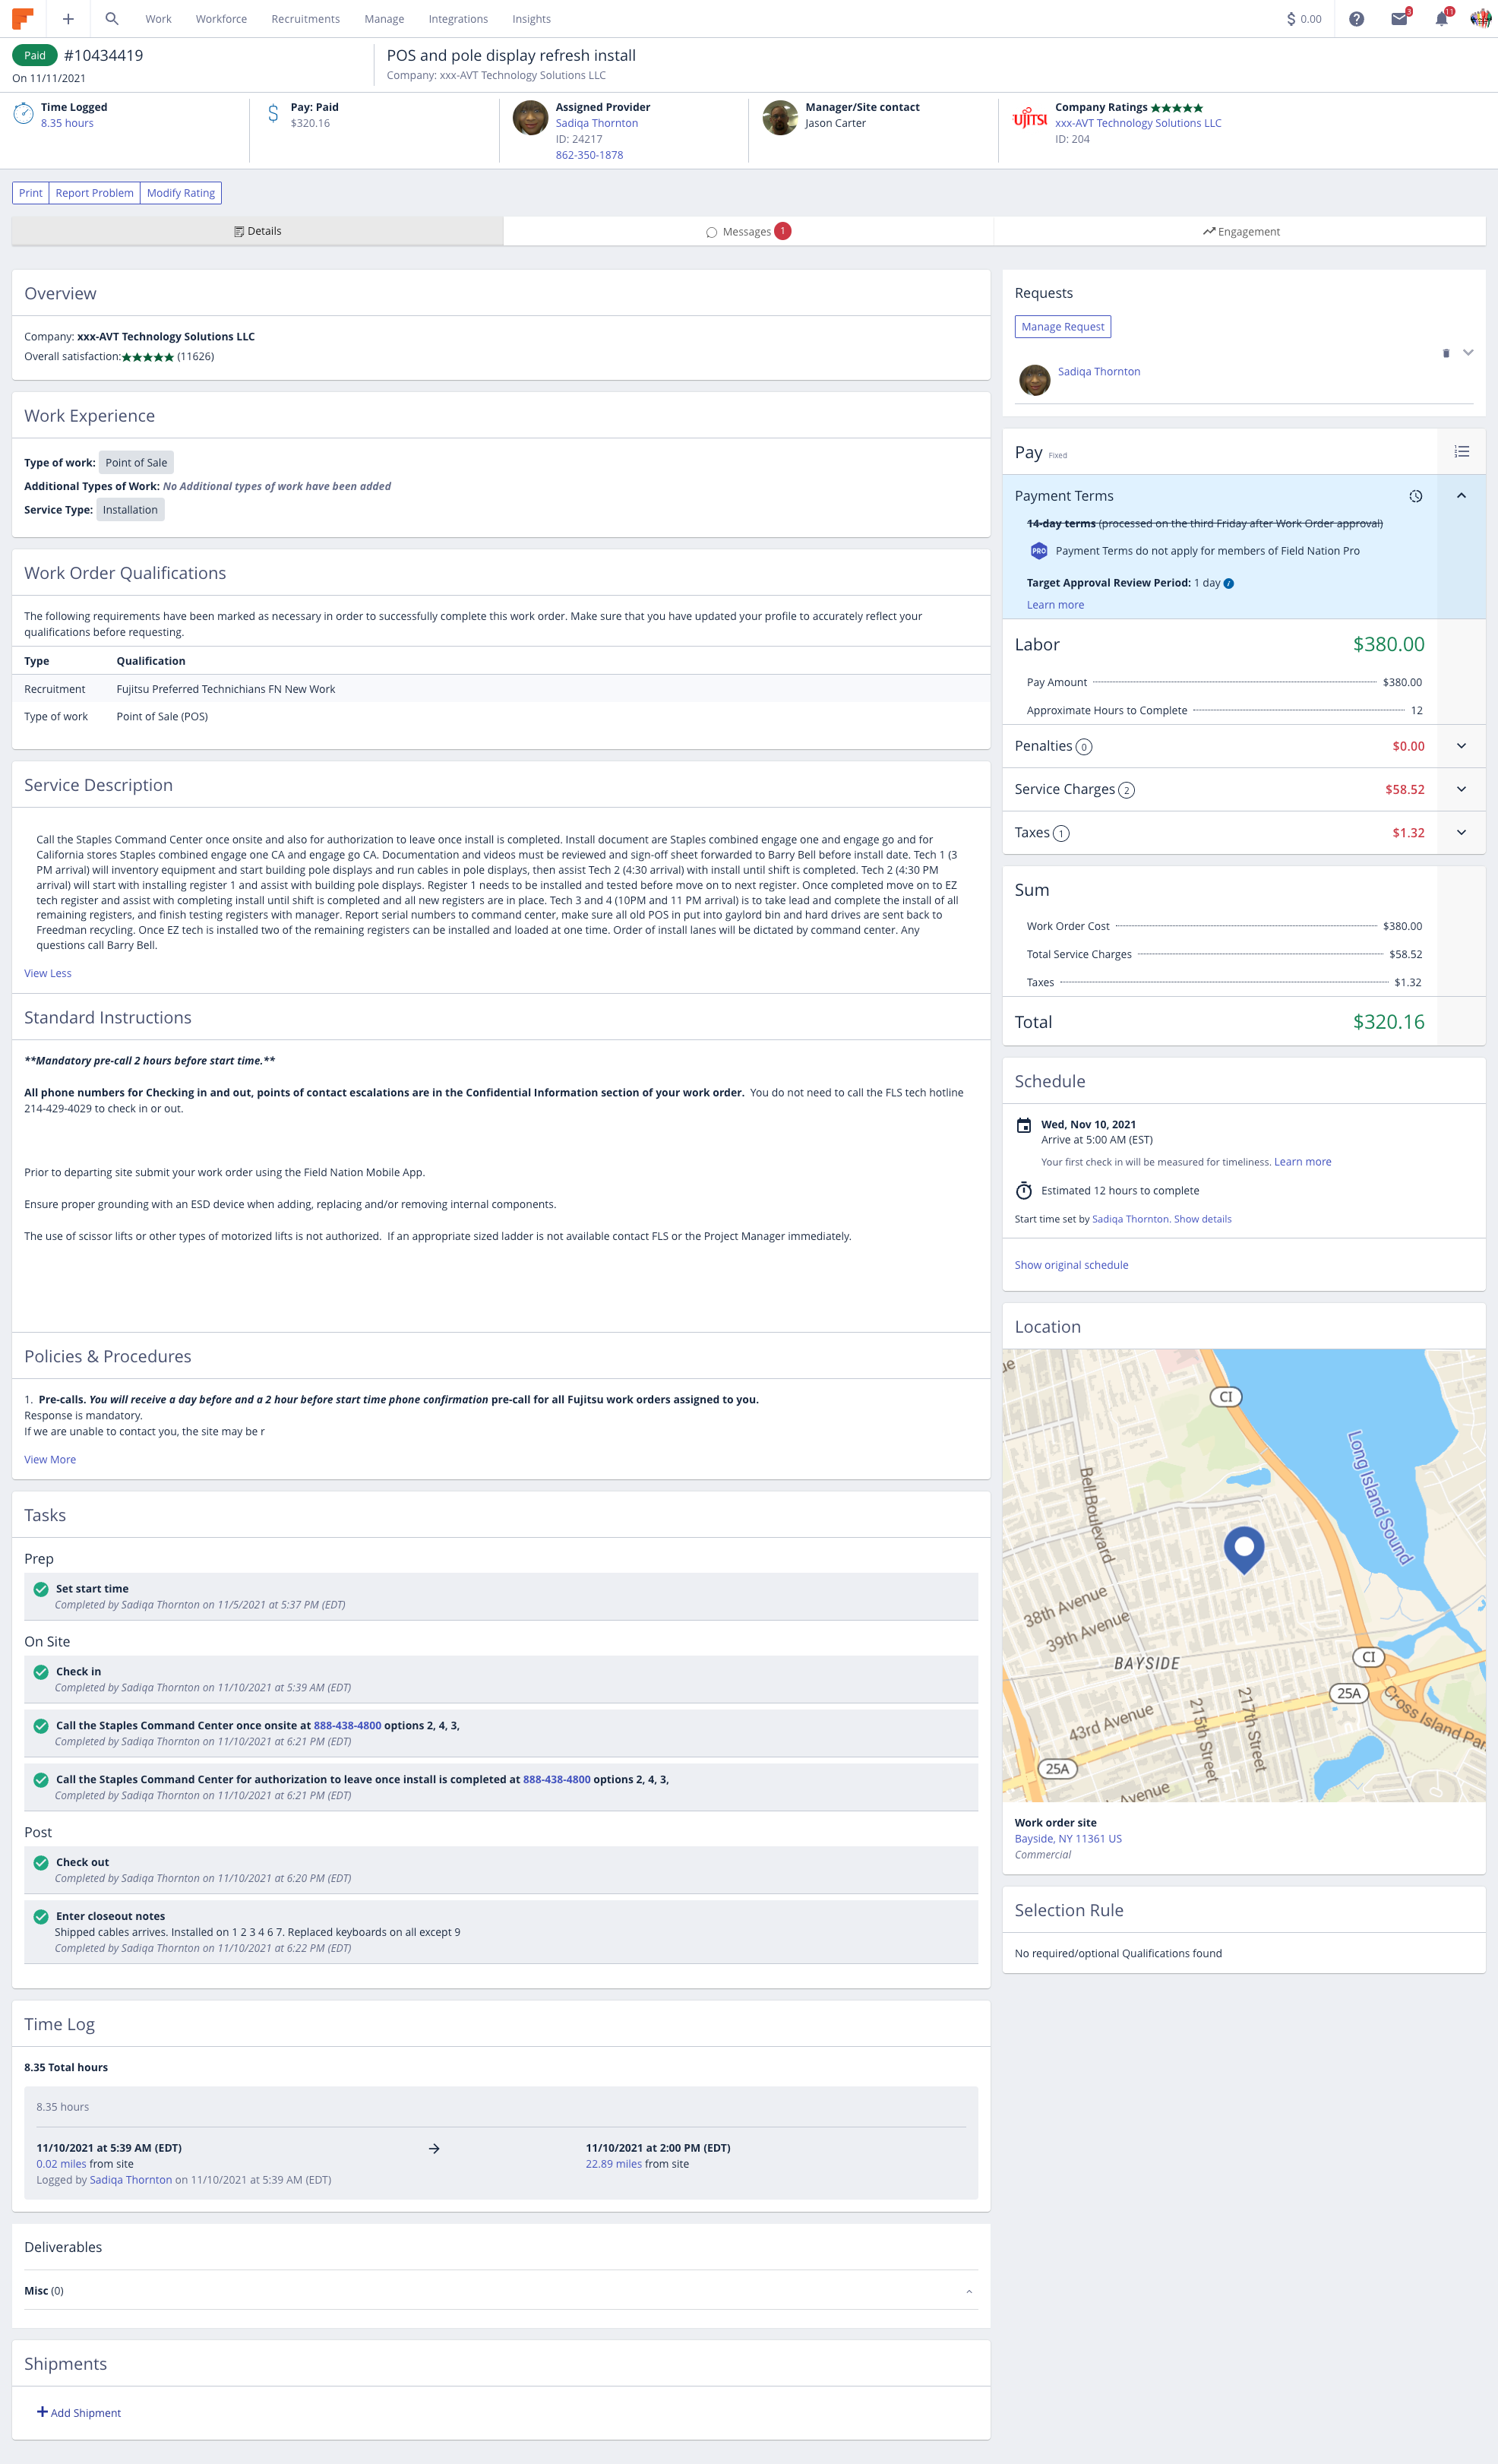 Work Workforce Recruitments Manage Integrations Insights
0.00
3
11
Paid #10434419
On 11/11/2021
POS and pole display refresh install
Company: xxx-AVT Technology Solutions LLC
Time Logged
8.35 hours
Pay: Paid
$320.16
Assigned Provider
Sadiqa Thornton
ID: 24217
862-350-1878
Manager/Site contact
Jason Carter
UJITSU
Company Ratings ★★★★★
xxx-AVT Technology Solutions LLC
ID: 204
Print Report Problem Modify Rating
Details
Messages 1
Engagement
Overview
Company: xxx-AVT Technology Solutions LLC
Overall satisfaction:★★★★★ (11626)
Work Experience
Type of work: Point of Sale
Additional Types of Work: No Additional types of work have been added
Service Type: Installation
Work Order Qualifications
The following requirements have been marked as necessary in order to successfully complete this work order. Make sure that you have updated your profile to accurately reflect your
qualifications before requesting.
Type Qualification
Recruitment Fujitsu Preferred Technichians FN New Work
Type of work Point of Sale (POS)
Service Description
Call the Staples Command Center once onsite and also for authorization to leave once install is completed. Install document are Staples combined engage one and engage go and for
California stores Staples combined engage one CA and engage go CA. Documentation and videos must be reviewed and sign-off sheet forwarded to Barry Bell before install date. Tech 1 (3
PM arrival) will inventory equipment and start building pole displays and run cables in pole displays, then assist Tech 2 (4:30 arrival) with install until shift is completed. Tech 2 (4:30 PM
arrival) will start with installing register 1 and assist with building pole displays. Register 1 needs to be installed and tested before move on to next register. Once completed move on to EZ
tech register and assist with completing install until shift is completed and all new registers are in place. Tech 3 and 4 (10PM and 11 PM arrival) is to take lead and complete the install of all
remaining registers, and finish testing registers with manager. Report serial numbers to command center, make sure all old POS in put into gaylord bin and hard drives are sent back to
Freedman recycling. Once EZ tech is installed two of the remaining registers can be installed and loaded at one time. Order of install lanes will be dictated by command center. Any
questions call Barry Bell.
View Less
Standard Instructions
**Mandatory pre-call 2 hours before start time.**
All phone numbers for Checking in and out, points of contact escalations are in the Confidential Information section of your work order. You do not need to call the FLS tech hotline
214-429-4029 to check in or out.
Prior to departing site submit your work order using the Field Nation Mobile App.
Ensure proper grounding with an ESD device when adding, replacing and/or removing internal components.
The use of scissor lifts or other types of motorized lifts is not authorized. If an appropriate sized ladder is not available contact FLS or the Project Manager immediately.
Policies & Procedures
1. Pre-calls. You will receive a day before and a 2 hour before start time phone confirmation pre-call for all Fujitsu work orders assigned to you.
Response is mandatory.
If we are unable to contact you, the site may be r
View More
Tasks
Prep
Set start time
Completed by Sadiqa Thornton on 11/5/2021 at 5:37 PM (EDT)
On Site
Check in
Completed by Sadiqa Thornton on 11/10/2021 at 5:39 AM (EDT)
Call the Staples Command Center once onsite at 888-438-4800 options 2, 4, 3,
Completed by Sadiqa Thornton on 11/10/2021 at 6:21 PM (EDT)
Call the Staples Command Center for authorization to leave once install is completed at 888-438-4800 options 2, 4, 3,
Completed by Sadiqa Thornton on 11/10/2021 at 6:21 PM (EDT)
Post
Check out
Completed by Sadiqa Thornton on 11/10/2021 at 6:20 PM (EDT)
Enter closeout notes
Shipped cables arrives. Installed on 1 2 3 4 6 7. Replaced keyboards on all except 9
Completed by Sadiqa Thornton on 11/10/2021 at 6:22 PM (EDT)
Time Log
8.35 Total hours
8.35 hours
11/10/2021 at 5:39 AM (EDT)
0.02 miles from site
Logged by Sadiqa Thornton on 11/10/2021 at 5:39 AM (EDT)
11/10/2021 at 2:00 PM (EDT)
22.89 miles from site
Deliverables
Misc (0)
Shipments
Add Shipment
Requests
Manage Request
Sadiqa Thornton
Pay Fixed
Payment Terms
14-day terms (processed on the third Friday after Work Order approval)
PRO
Payment Terms do not apply for members of Field Nation Pro
Target Approval Review Period: 1 day
Learn more
Labor $380.00
Pay Amount $380.00
Approximate Hours to Complete 12
Penalties 0 $0.00
Service Charges 2 $58.52
Taxes 1 $1.32
Sum
Work Order Cost $380.00
Total Service Charges $58.52
Taxes $1.32
Total $320.16
Schedule
Wed, Nov 10, 2021
Arrive at 5:00 AM (EST)
Your first check in will be measured for timeliness. Learn more
Estimated 12 hours to complete
Start time set by Sadiqa Thornton. Show details
Show original schedule
Location
CI
Long Island Sound
Bell Boulevard
38th Avenue
39th Avenue
BAYSIDE
CI
25A
Cross Island Par
217th Street
215th Street
43rd Avenue
25A
Avenue
Work order site
Bayside, NY 11361 US
Commercial
Selection Rule
No required/optional Qualifications found